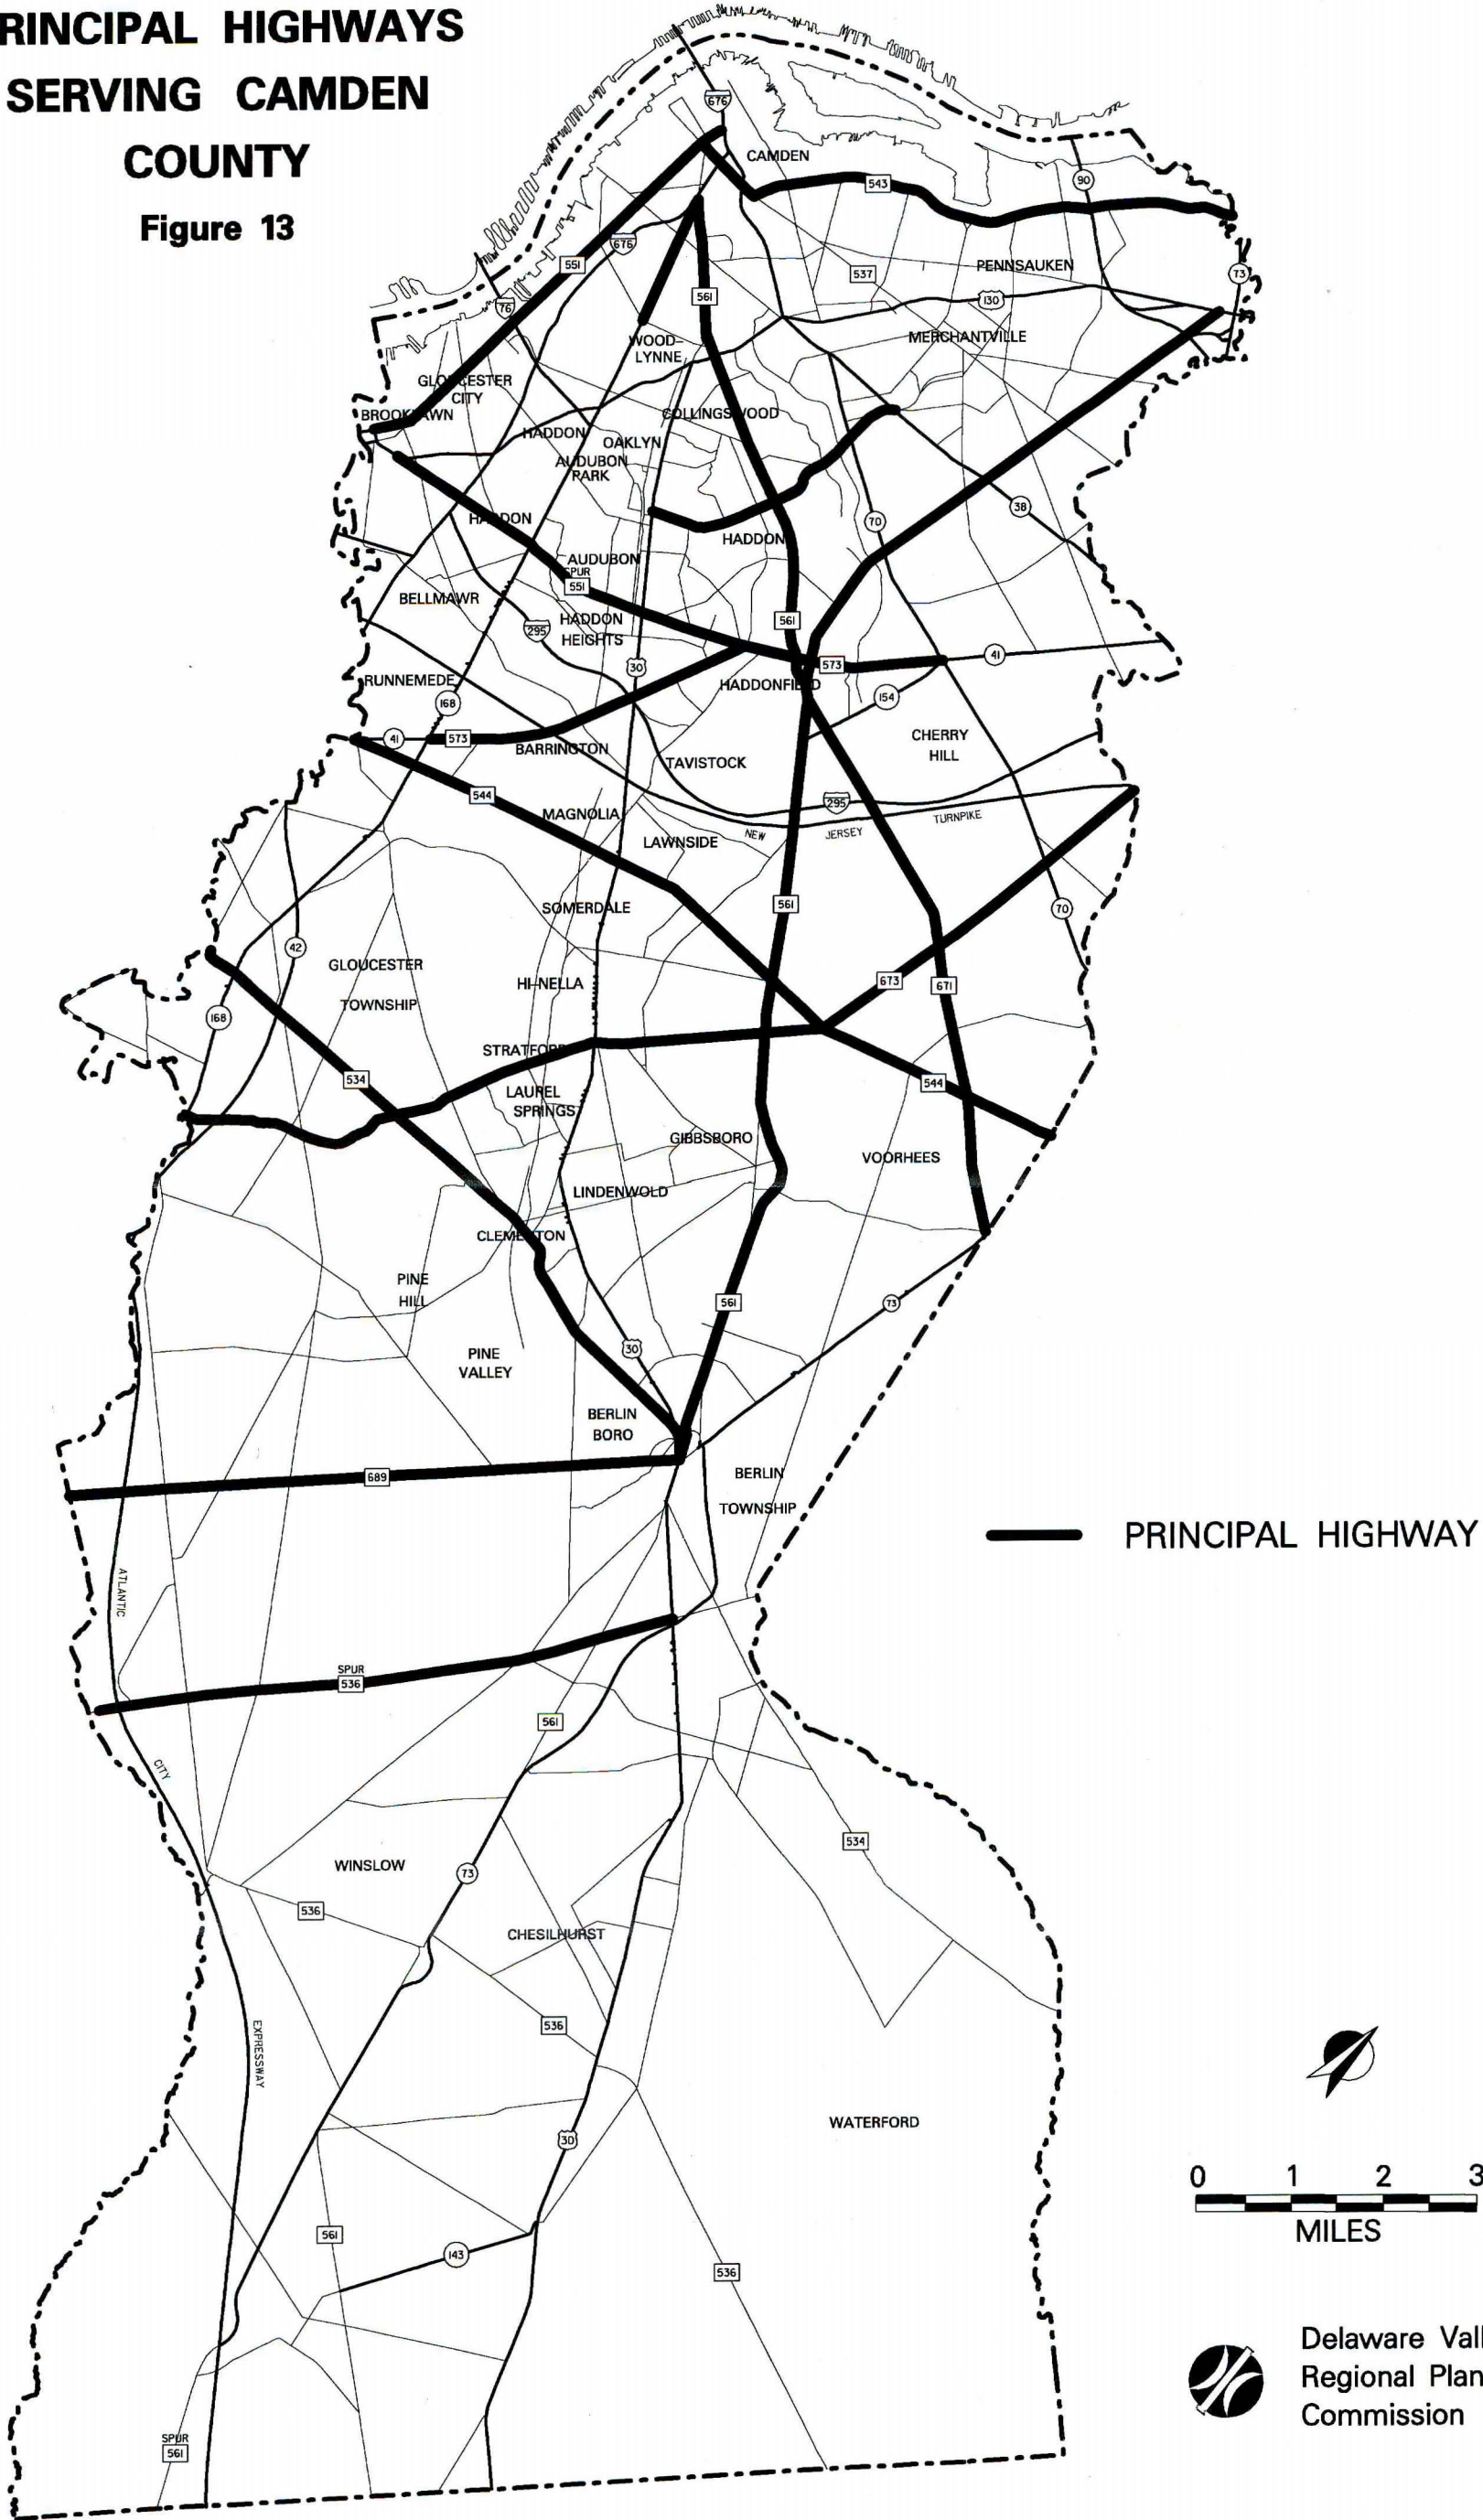 RINCIPAL HIGHWAYS
SERVING CAMDEN
COUNTY
Figure 13
676
CAMDEN
543
90
551
676
537
PENNSAUKEN
73
76
561
130
WOOD-
LYNNE
MERCHANTVILLE
GLOUCESTER
CITY
BROOKLAWN
COLLINGSWOOD
HADDON
OAKLYN
AUDUBON
PARK
38
HADDON
70
HADDON
AUDUBON
SPUR
551
BELLMAWR
HADDON
HEIGHTS
295
561
30
573
41
RUNNEMEDE
HADDONFIELD
154
168
41
573
BARRINGTON
TAVISTOCK
CHERRY
HILL
544
295
MAGNOLIA
NEW
JERSEY
TURNPIKE
LAWNSIDE
561
SOMERDALE
70
42
GLOUCESTER
TOWNSHIP
HI-NELLA
673
671
168
STRATFORD
534
LAUREL
SPRINGS
544
GIBBSBORO
VOORHEES
LINDENWOLD
CLEMENTON
PINE
HILL
561
73
30
PINE
VALLEY
BERLIN
BORO
689
BERLIN
TOWNSHIP
PRINCIPAL HIGHWAY
ATLANTIC
SPUR
536
561
CITY
534
WINSLOW
73
536
CHESILHURST
536
EXPRESSWAY
WATERFORD
30
0 1 2 3
MILES
561
143
536
Delaware Vall
Regional Plan
Commission
SPUR
561